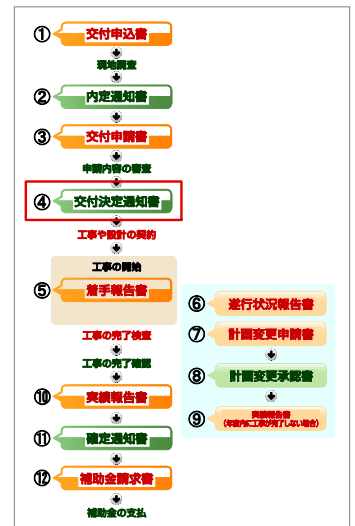 ① 交付申込書
現地調査
② 内定通知書
③ 交付申請書
申請内容の審査
④ 交付決定通知書
工事や設計の契約
工事の開始
⑤ 着手報告書
工事の完了検査
工事の完了確認
⑩ 実績報告書
⑪ 確定通知書
⑫ 補助金請求書
補助金の支払
⑥ 遂行状況報告書
⑦ 計画変更申請書
⑧ 計画変更承認書
⑨ 実績報告書
(年度内に工事が完了しない場合)